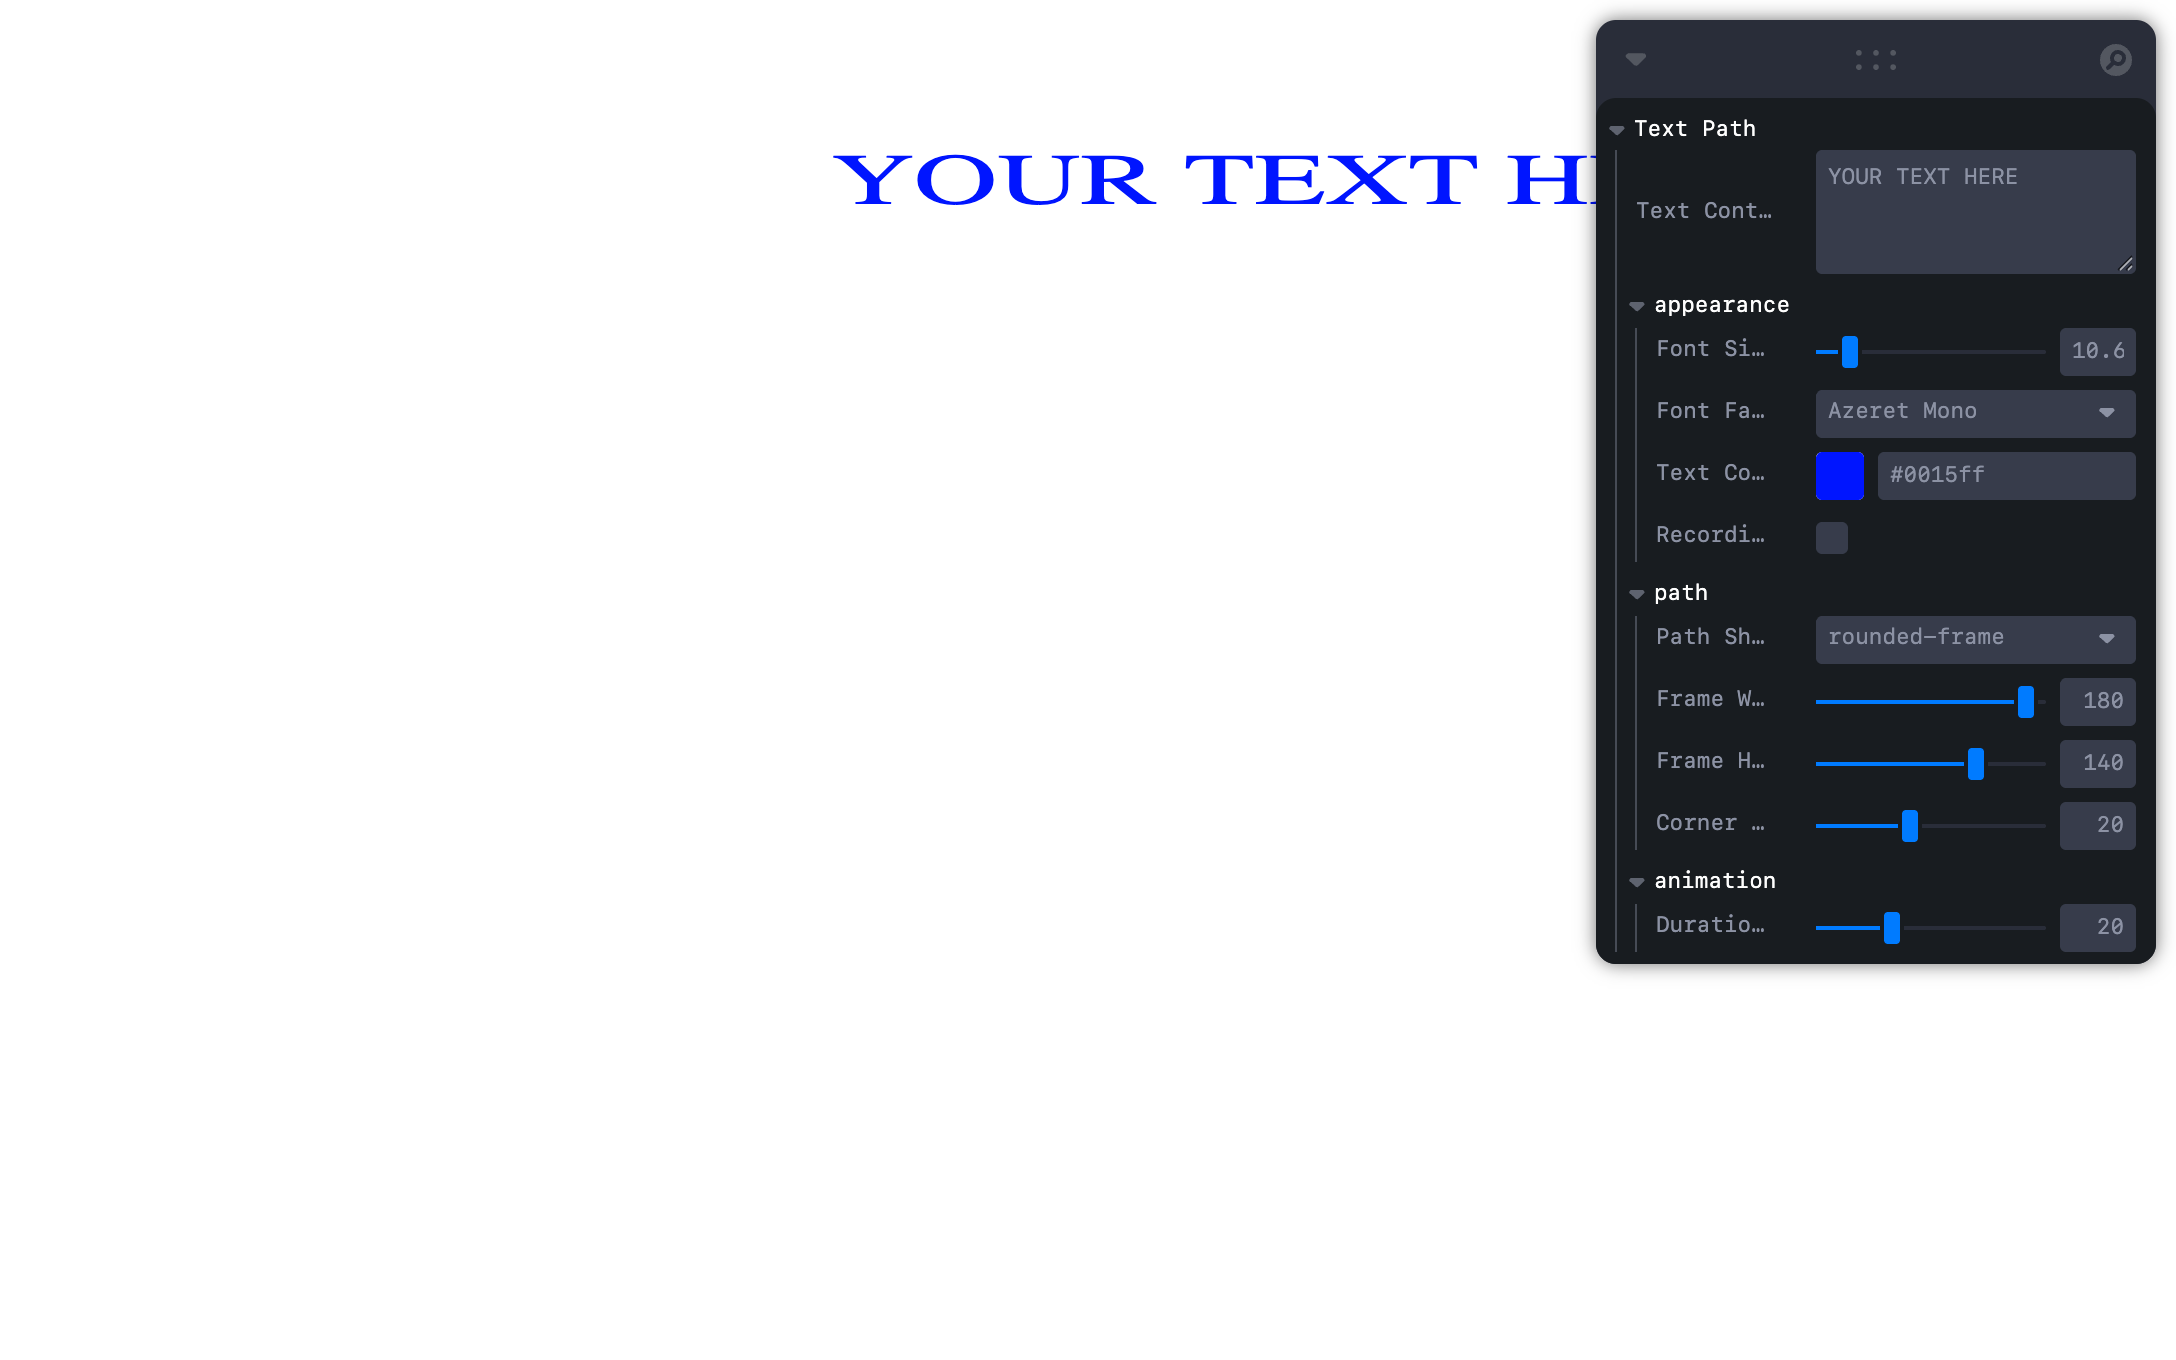 YOUR TEXT H
Text Path
Text Cont…
YOUR TEXT HERE
appearance
Font Si…
10.6
Font Fa…
Azeret Mono
Text Co…
#0015ff
Recordi…
path
Path Sh…
rounded-frame
Frame W…
180
Frame H…
140
Corner …
20
animation
Duratio…
20